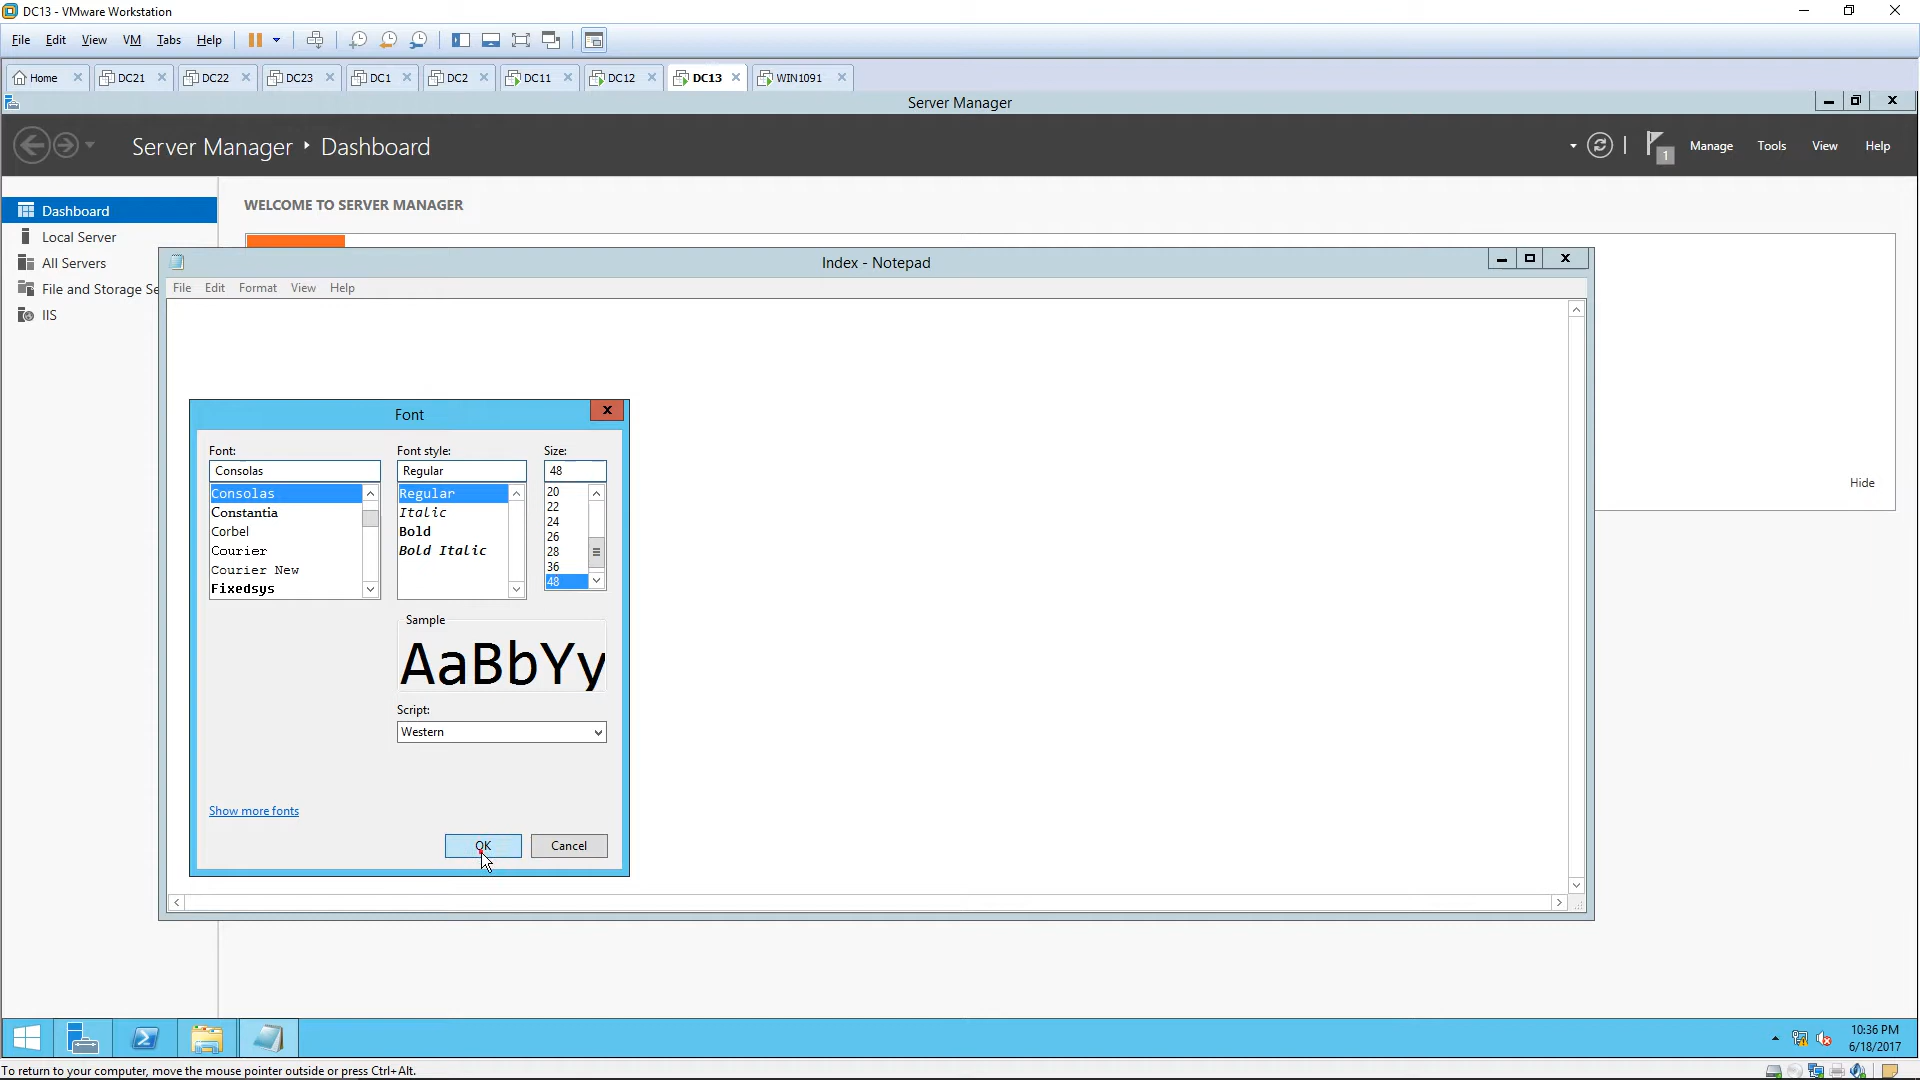 DC13 - VMware Workstation
File Edit View VM Tabs Help
Home DC21 DC22 DC23 DC1 DC2 DC11 DC12 DC13 WIN1091
Server Manager
Server Manager Dashboard
1 Manage Tools View Help
Dashboard
Local Server
All Servers
File and Storage Se
IIS
WELCOME TO SERVER MANAGER
Hide
Index - Notepad
File Edit Format View Help
Font
Font: Font style: Size:
Consolas Regular 48
Consolas
Constantia
Corbel
Courier
Courier New
Fixedsys
Regular
Italic
Bold
Bold Italic
20
22
24
26
28
36
48
Sample
AaBbYy
Script:
Western
Show more fonts
OK Cancel
10:36 PM
6/18/2017
To return to your computer, move the mouse pointer outside or press Ctrl+Alt.